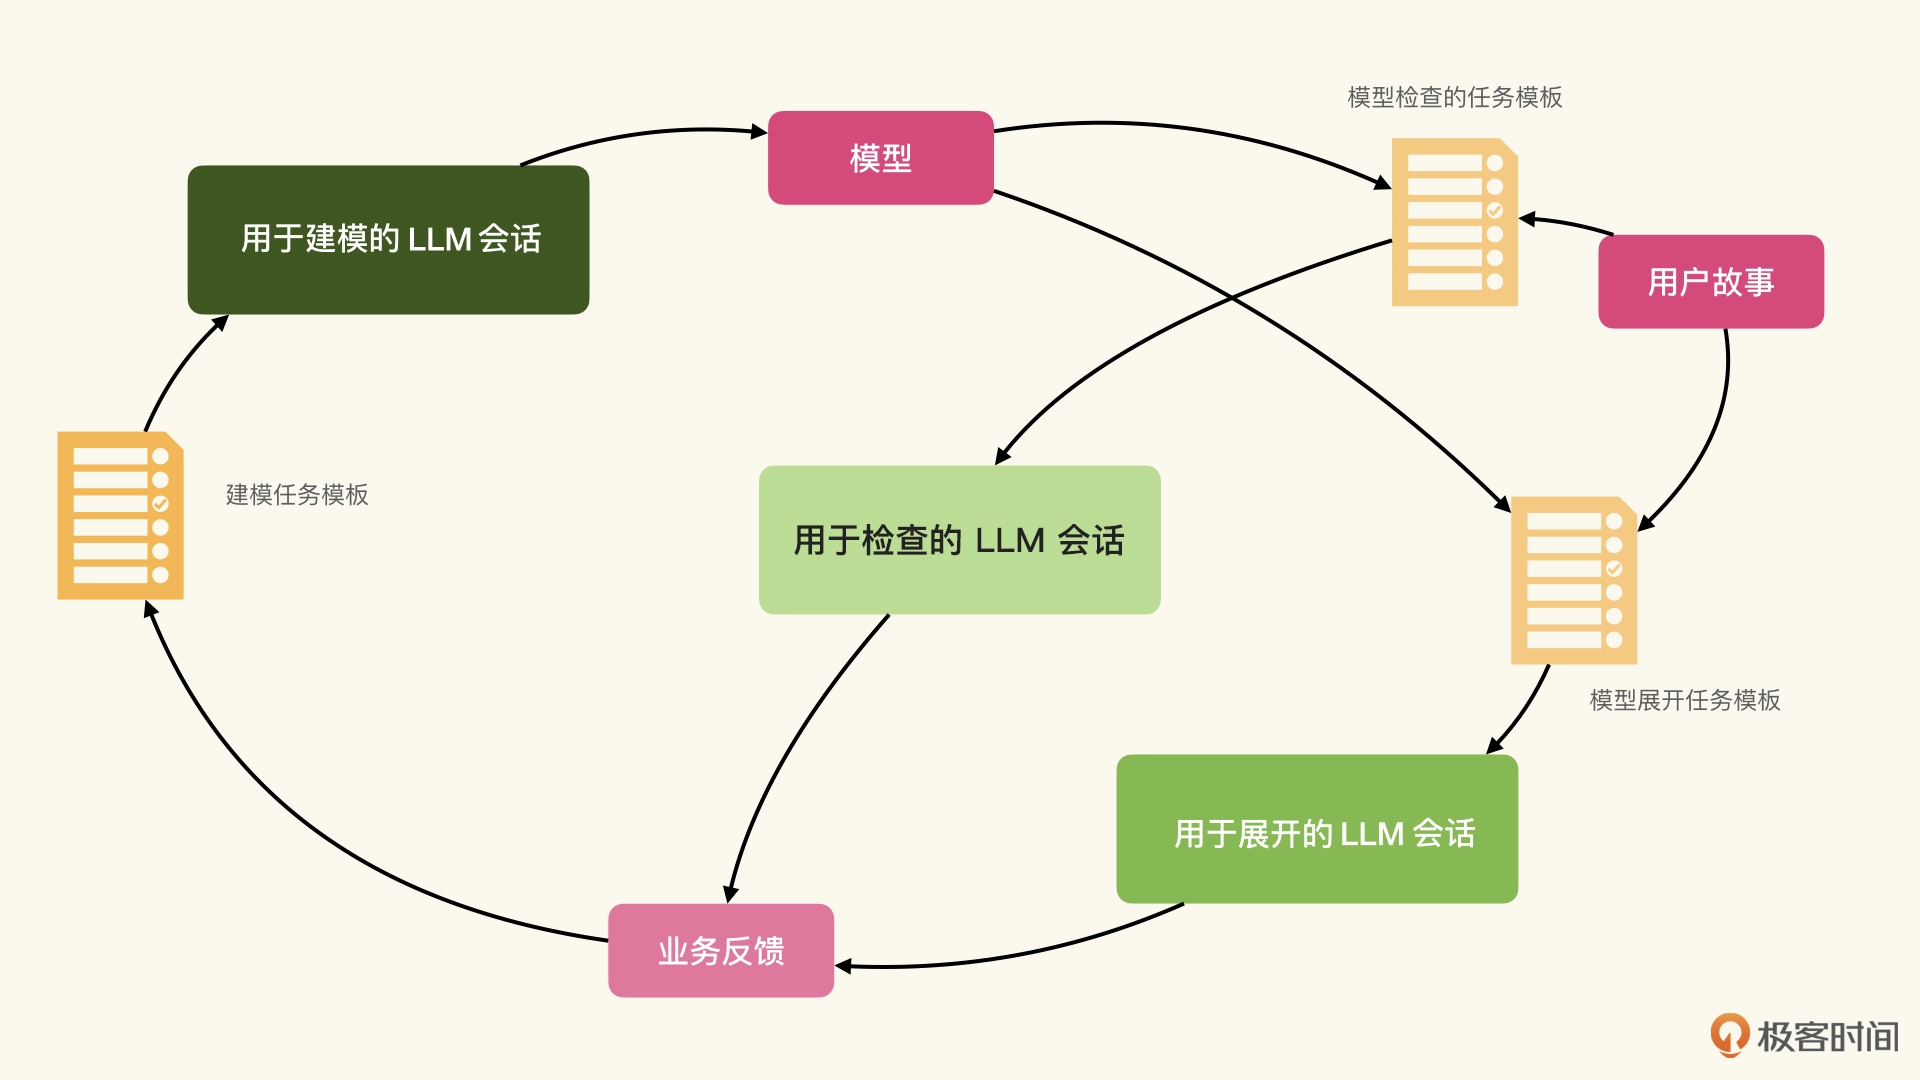 模型检查的任务模板
模型
用户故事
用于建模的 LLM 会话
建模任务模板
用于检查的 LLM 会话
模型展开任务模板
用于展开的 LLM 会话
业务反馈
极客时间